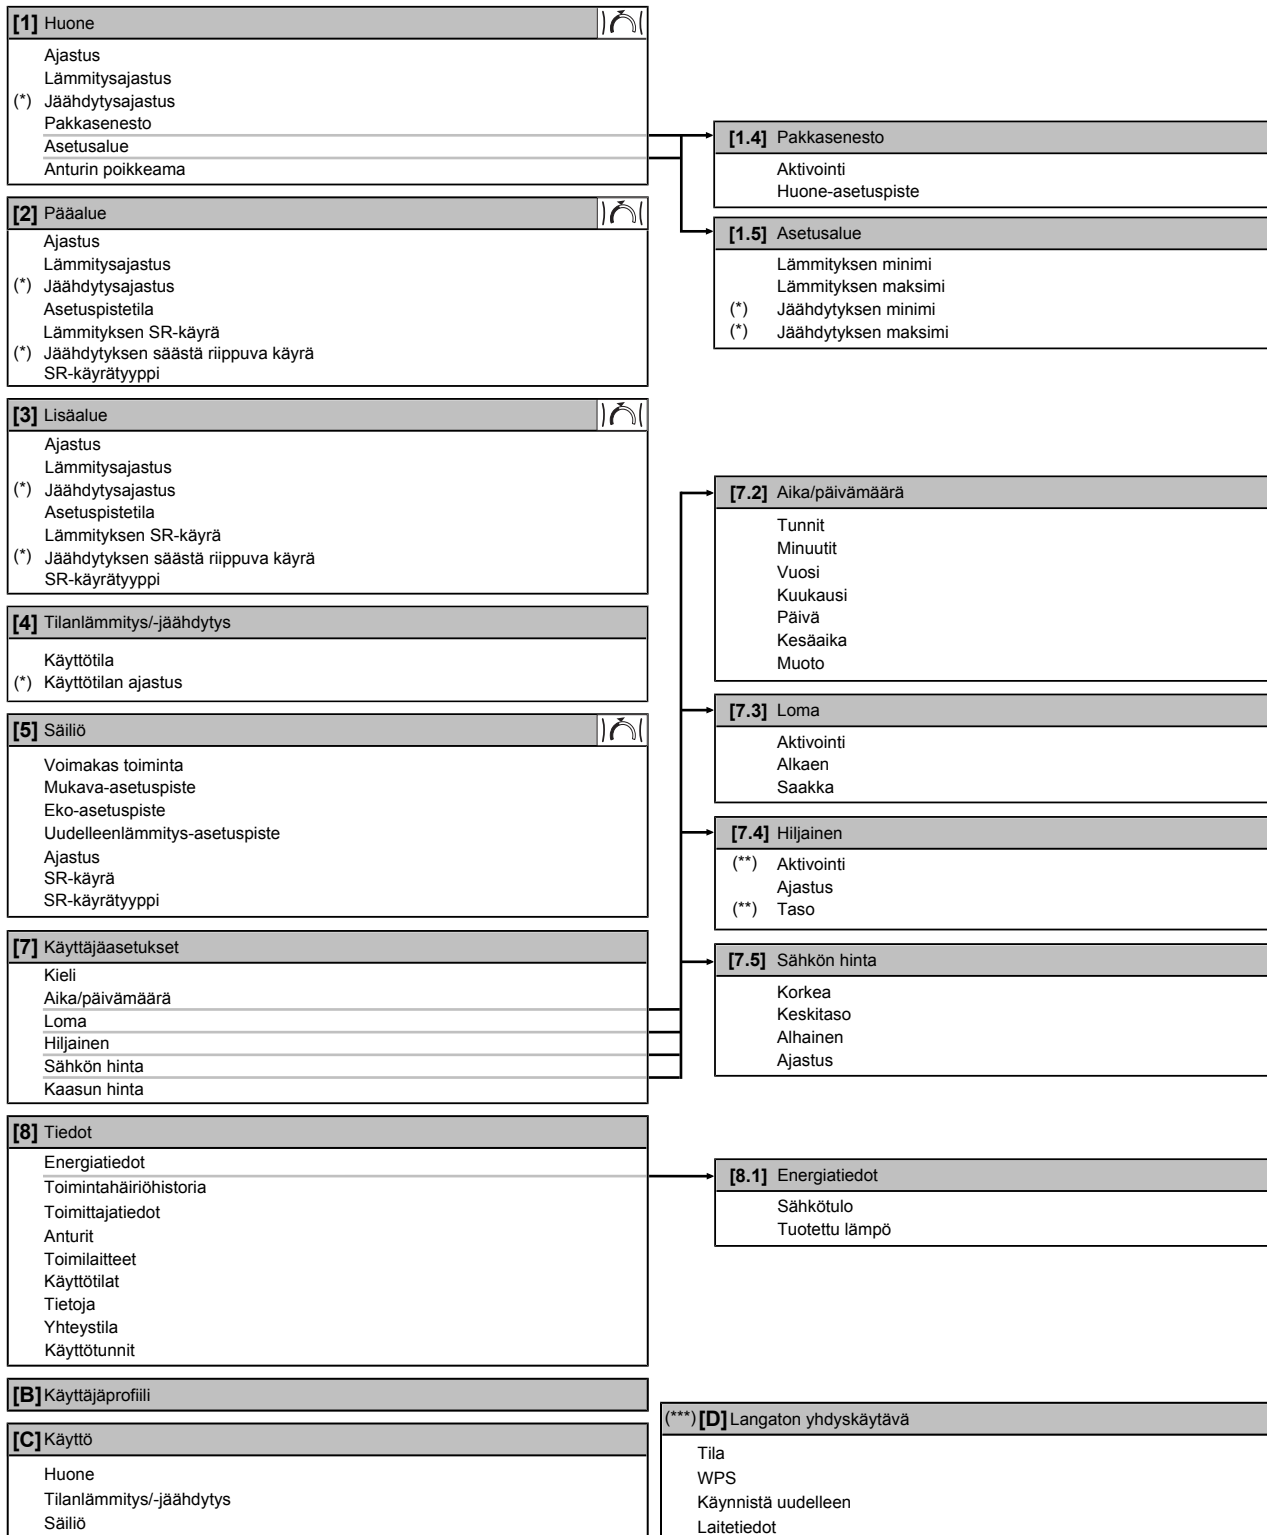 [1] Huone
Ajastus
Lämmitysajastus
(*) Jäähdytysajastus
Pakkasenesto
Asetusalue
Anturin poikkeama
[1.4] Pakkasenesto
Aktivointi
Huone-asetuspiste
[1.5] Asetusalue
Lämmityksen minimi
Lämmityksen maksimi
(*) Jäähdytyksen minimi
(*) Jäähdytyksen maksimi
[2] Pääalue
Ajastus
Lämmitysajastus
(*) Jäähdytysajastus
Asetuspistetila
Lämmityksen SR-käyrä
(*) Jäähdytyksen säästä riippuva käyrä
SR-käyrätyyppi
[3] Lisäalue
Ajastus
Lämmitysajastus
(*) Jäähdytysajastus
Asetuspistetila
Lämmityksen SR-käyrä
(*) Jäähdytyksen säästä riippuva käyrä
SR-käyrätyyppi
[4] Tilanlämmitys/-jäähdytys
Käyttötila
(*) Käyttötilan ajastus
[5] Säiliö
Voimakas toiminta
Mukava-asetuspiste
Eko-asetuspiste
Uudelleenlämmitys-asetuspiste
Ajastus
SR-käyrä
SR-käyrätyyppi
[7] Käyttäjäasetukset
Kieli
Aika/päivämäärä
Loma
Hiljainen
Sähkön hinta
Kaasun hinta
[7.2] Aika/päivämäärä
Tunnit
Minuutit
Vuosi
Kuukausi
Päivä
Kesäaika
Muoto
[7.3] Loma
Aktivointi
Alkaen
Saakka
[7.4] Hiljainen
(**) Aktivointi
Ajastus
(**) Taso
[7.5] Sähkön hinta
Korkea
Keskitaso
Alhainen
Ajastus
[8] Tiedot
Energiatiedot
Toimintahäiriöhistoria
Toimittajatiedot
Anturit
Toimilaitteet
Käyttötilat
Tietoja
Yhteystila
Käyttötunnit
[8.1] Energiatiedot
Sähkötulo
Tuotettu lämpö
[B] Käyttäjäprofiili
[C] Käyttö
Huone
Tilanlämmitys/-jäähdytys
Säiliö
(***) [D] Langaton yhdyskäytävä
Tila
WPS
Käynnistä uudelleen
Laitetiedot